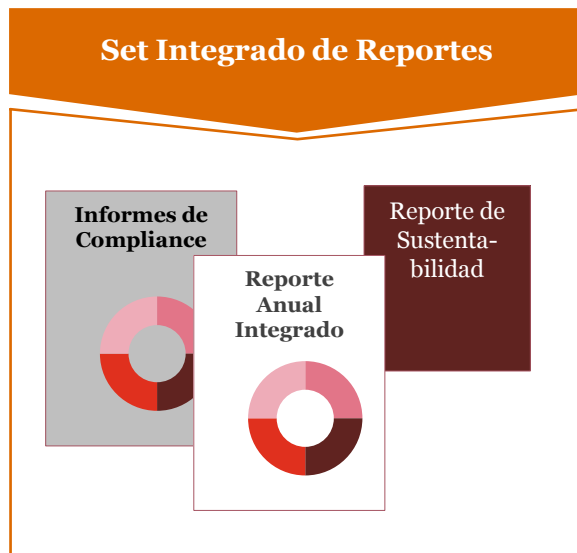 Set Integrado de Reportes
Informes de
Compliance
Reporte
Anual
Integrado
Reporte de
Sustenta-
bilidad